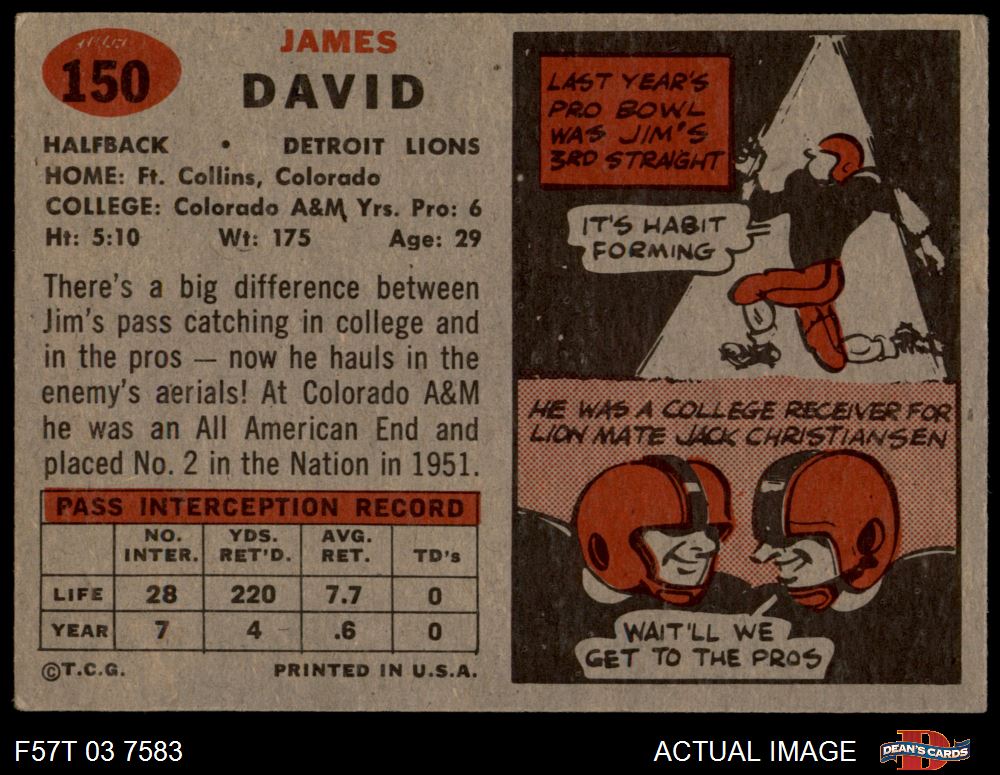 150
JAMES
DAVID
HALFBACK • DETROIT LIONS
HOME: Ft. Collins, Colorado
COLLEGE: Colorado A&M Yrs. Pro: 6
Ht: 5:10 Wt: 175 Age: 29
There's a big difference between
Jim's pass catching in college and
in the pros — now he hauls in the
enemy's aerials! At Colorado A&M
he was an All American End and
placed No. 2 in the Nation in 1951.
PASS INTERCEPTION RECORD
NO. INTER. YDS. RET'D. AVG. RET. TD's
LIFE 28 220 7.7 0
YEAR 7 4 .6 0
©T.C.G. PRINTED IN U.S.A.
LAST YEAR'S
PRO BOWL
WAS JIM'S
3RD STRAIGHT
IT'S HABIT
FORMING
HE WAS A COLLEGE RECEIVER FOR
LION MATE JACK CHRISTIANSEN
WAIT'LL WE
GET TO THE PROS
F57T 03 7583
ACTUAL IMAGE
DEAN'S CARDS